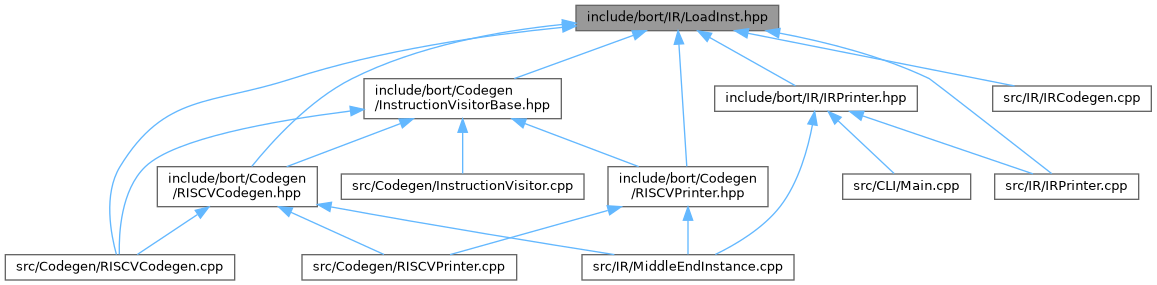 include/bort/IR/LoadInst.hpp
include/bort/Codegen
/InstructionVisitorBase.hpp
include/bort/IR/IRPrinter.hpp
src/IR/IRCodegen.cpp
include/bort/Codegen
/RISCVCodegen.hpp
src/Codegen/InstructionVisitor.cpp
include/bort/Codegen
/RISCVPrinter.hpp
src/CLI/Main.cpp
src/IR/IRPrinter.cpp
src/Codegen/RISCVCodegen.cpp
src/Codegen/RISCVPrinter.cpp
src/IR/MiddleEndInstance.cpp